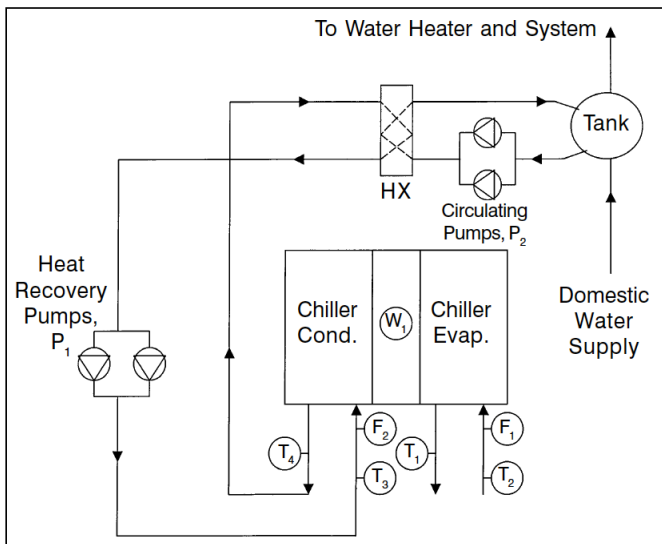 To Water Heater and System
Tank
HX
Circulating
Pumps, P₂
Heat
Recovery
Pumps,
P₁
Chiller
Cond.
W₁
Chiller
Evap.
Domestic
Water
Supply
F₂
F₁
T₄
T₁
T₃
T₂